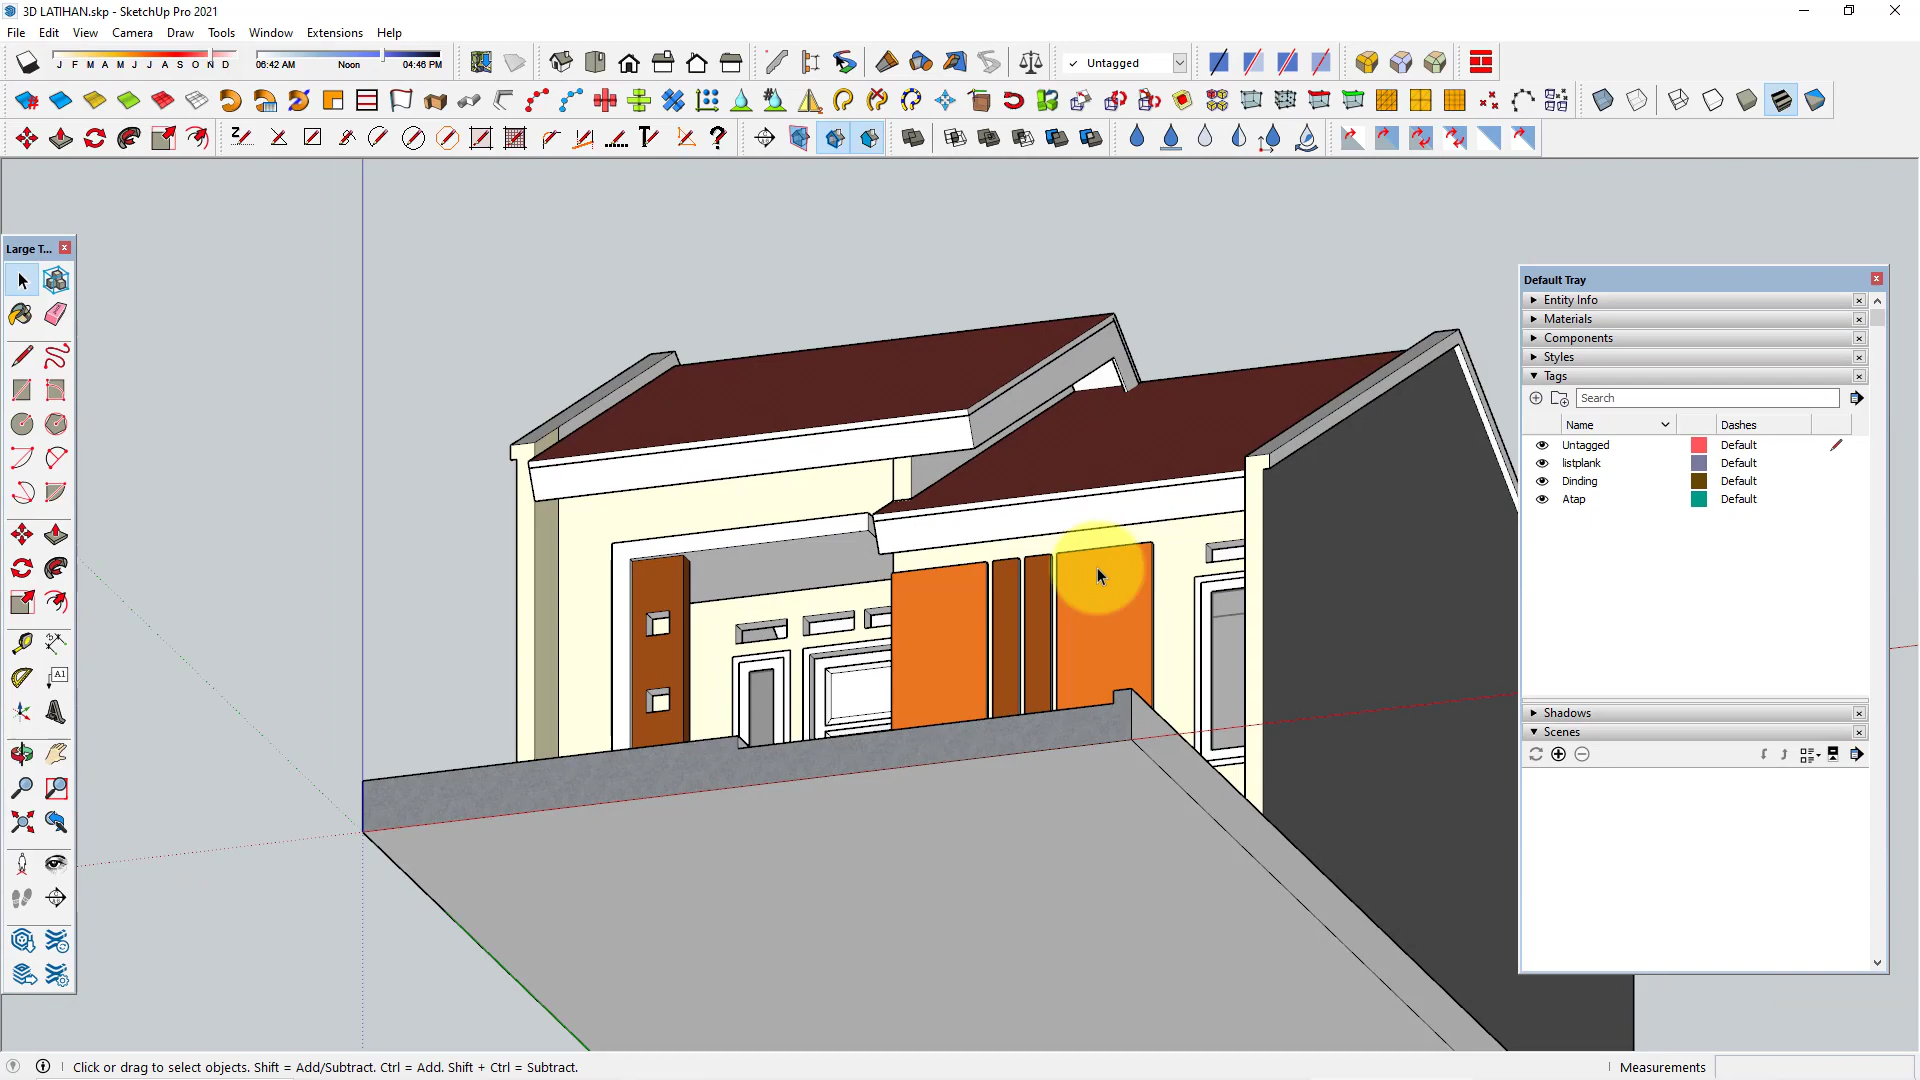 3D LATIHAN.skp - SketchUp Pro 2021
File Edit View Camera Draw Tools Window Extensions Help
J F M A M J J A S O N D
06:42 AM Noon 04:46 PM
✓ Untagged
Large T...
A1
Default Tray
Entity Info
Materials
Components
Styles
Tags
Search
Name Dashes
Untagged Default
listplank Default
Dinding Default
Atap Default
Shadows
Scenes
Click or drag to select objects. Shift = Add/Subtract. Ctrl = Add. Shift + Ctrl = Subtract.
Measurements